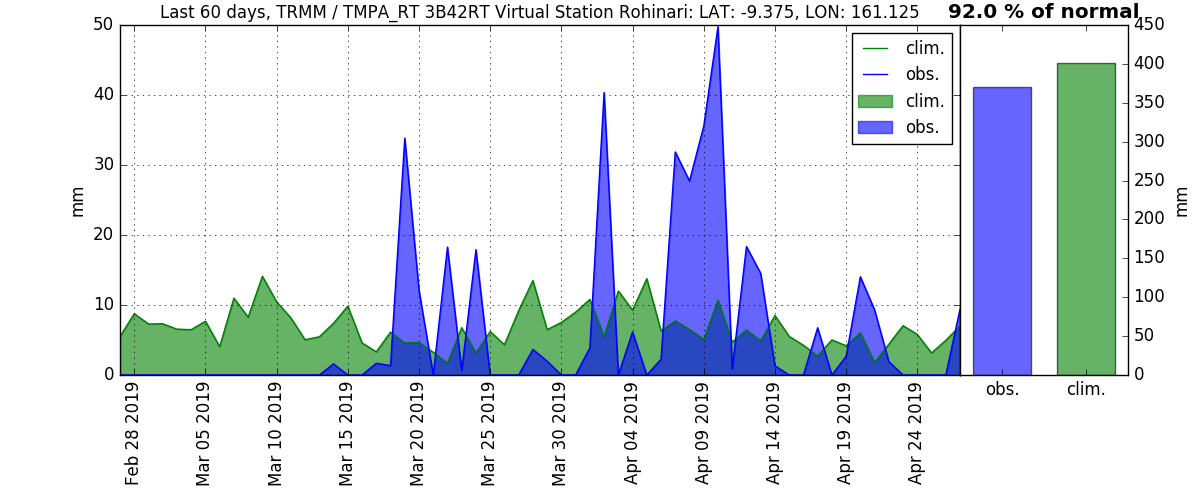 Last 60 days, TRMM / TMPA_RT 3B42RT Virtual Station Rohinari: LAT: -9.375, LON: 161.125
92.0 % of normal
50
40
30
20
10
0
mm
clim.
obs.
clim.
obs.
450
400
350
300
250
200
150
100
50
0
mm
Feb 28 2019
Mar 05 2019
Mar 10 2019
Mar 15 2019
Mar 20 2019
Mar 25 2019
Mar 30 2019
Apr 04 2019
Apr 09 2019
Apr 14 2019
Apr 19 2019
Apr 24 2019
obs.
clim.